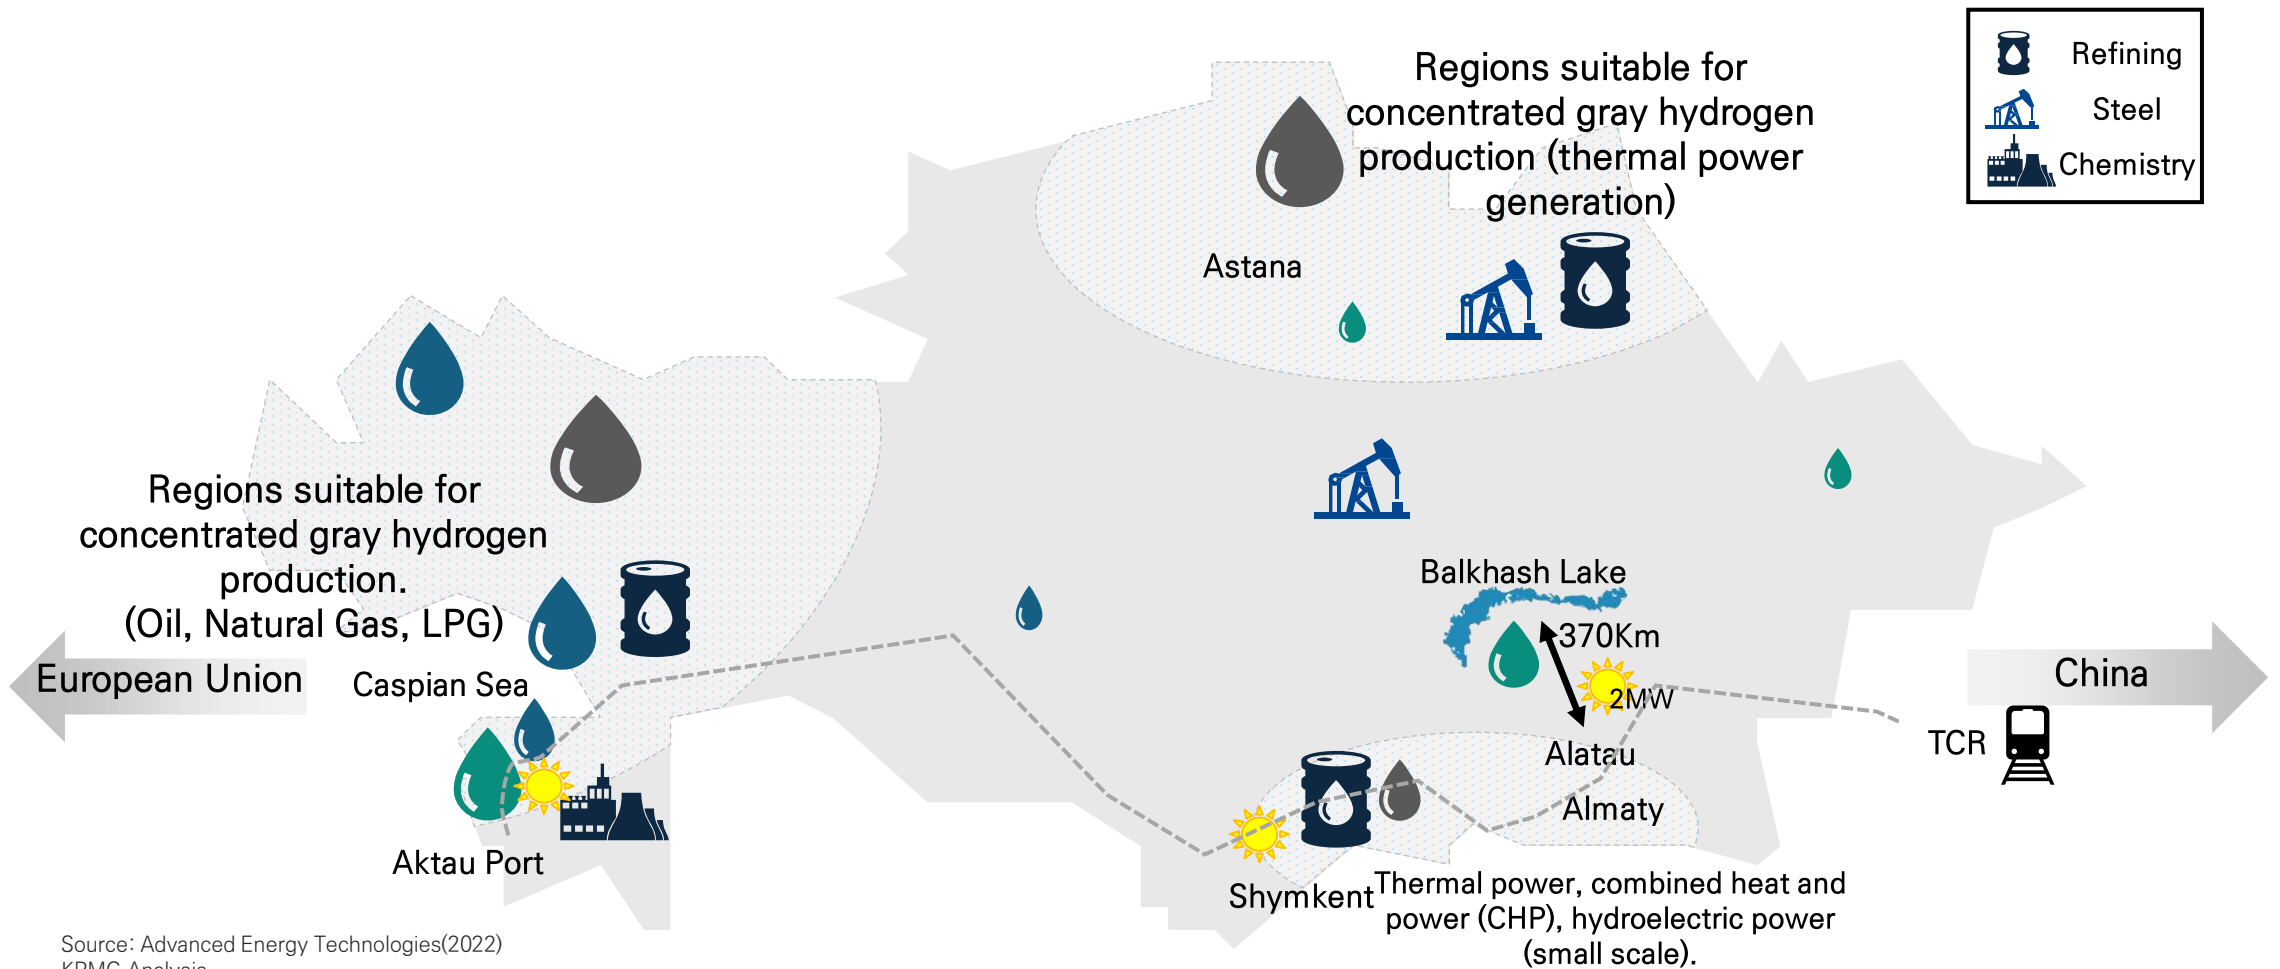 Refining
Steel
Chemistry
Regions suitable for
concentrated gray hydrogen
production (thermal power
generation)
Astana
Regions suitable for
concentrated gray hydrogen
production.
(Oil, Natural Gas, LPG)
European Union
Caspian Sea
Aktau Port
Balkhash Lake
370Km
2MW
Alatau
Almaty
China
TCR
Shymkent
Thermal power, combined heat and
power (CHP), hydroelectric power
(small scale).
Source: Advanced Energy Technologies(2022)
KPMG Analysis